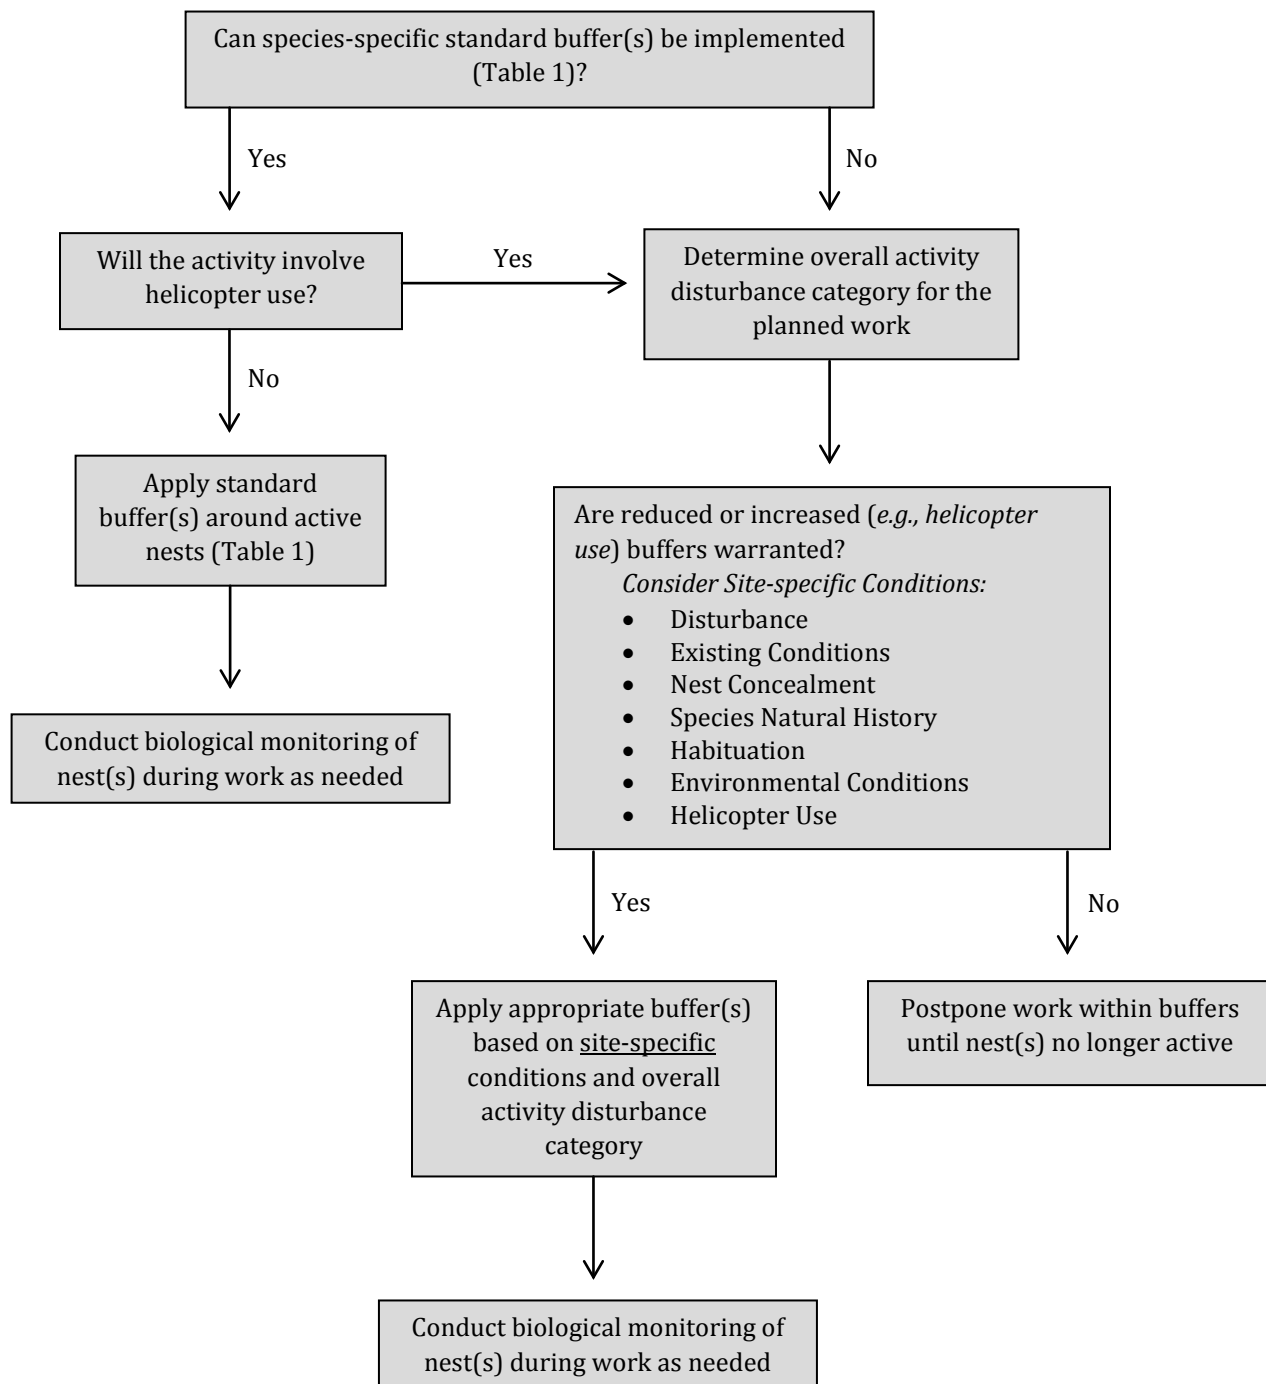 Can species-specific standard buffer(s) be implemented
(Table 1)?
Yes
No
Will the activity involve
helicopter use?
Yes
Determine overall activity
disturbance category for the
planned work
No
Apply standard
buffer(s) around active
nests (Table 1)
Are reduced or increased (e.g., helicopter
use) buffers warranted?
Consider Site-specific Conditions:
• Disturbance
• Existing Conditions
• Nest Concealment
• Species Natural History
• Habituation
• Environmental Conditions
• Helicopter Use
Conduct biological monitoring of
nest(s) during work as needed
Yes
No
Apply appropriate buffer(s)
based on site-specific
conditions and overall
activity disturbance
category
Postpone work within buffers
until nest(s) no longer active
Conduct biological monitoring of
nest(s) during work as needed